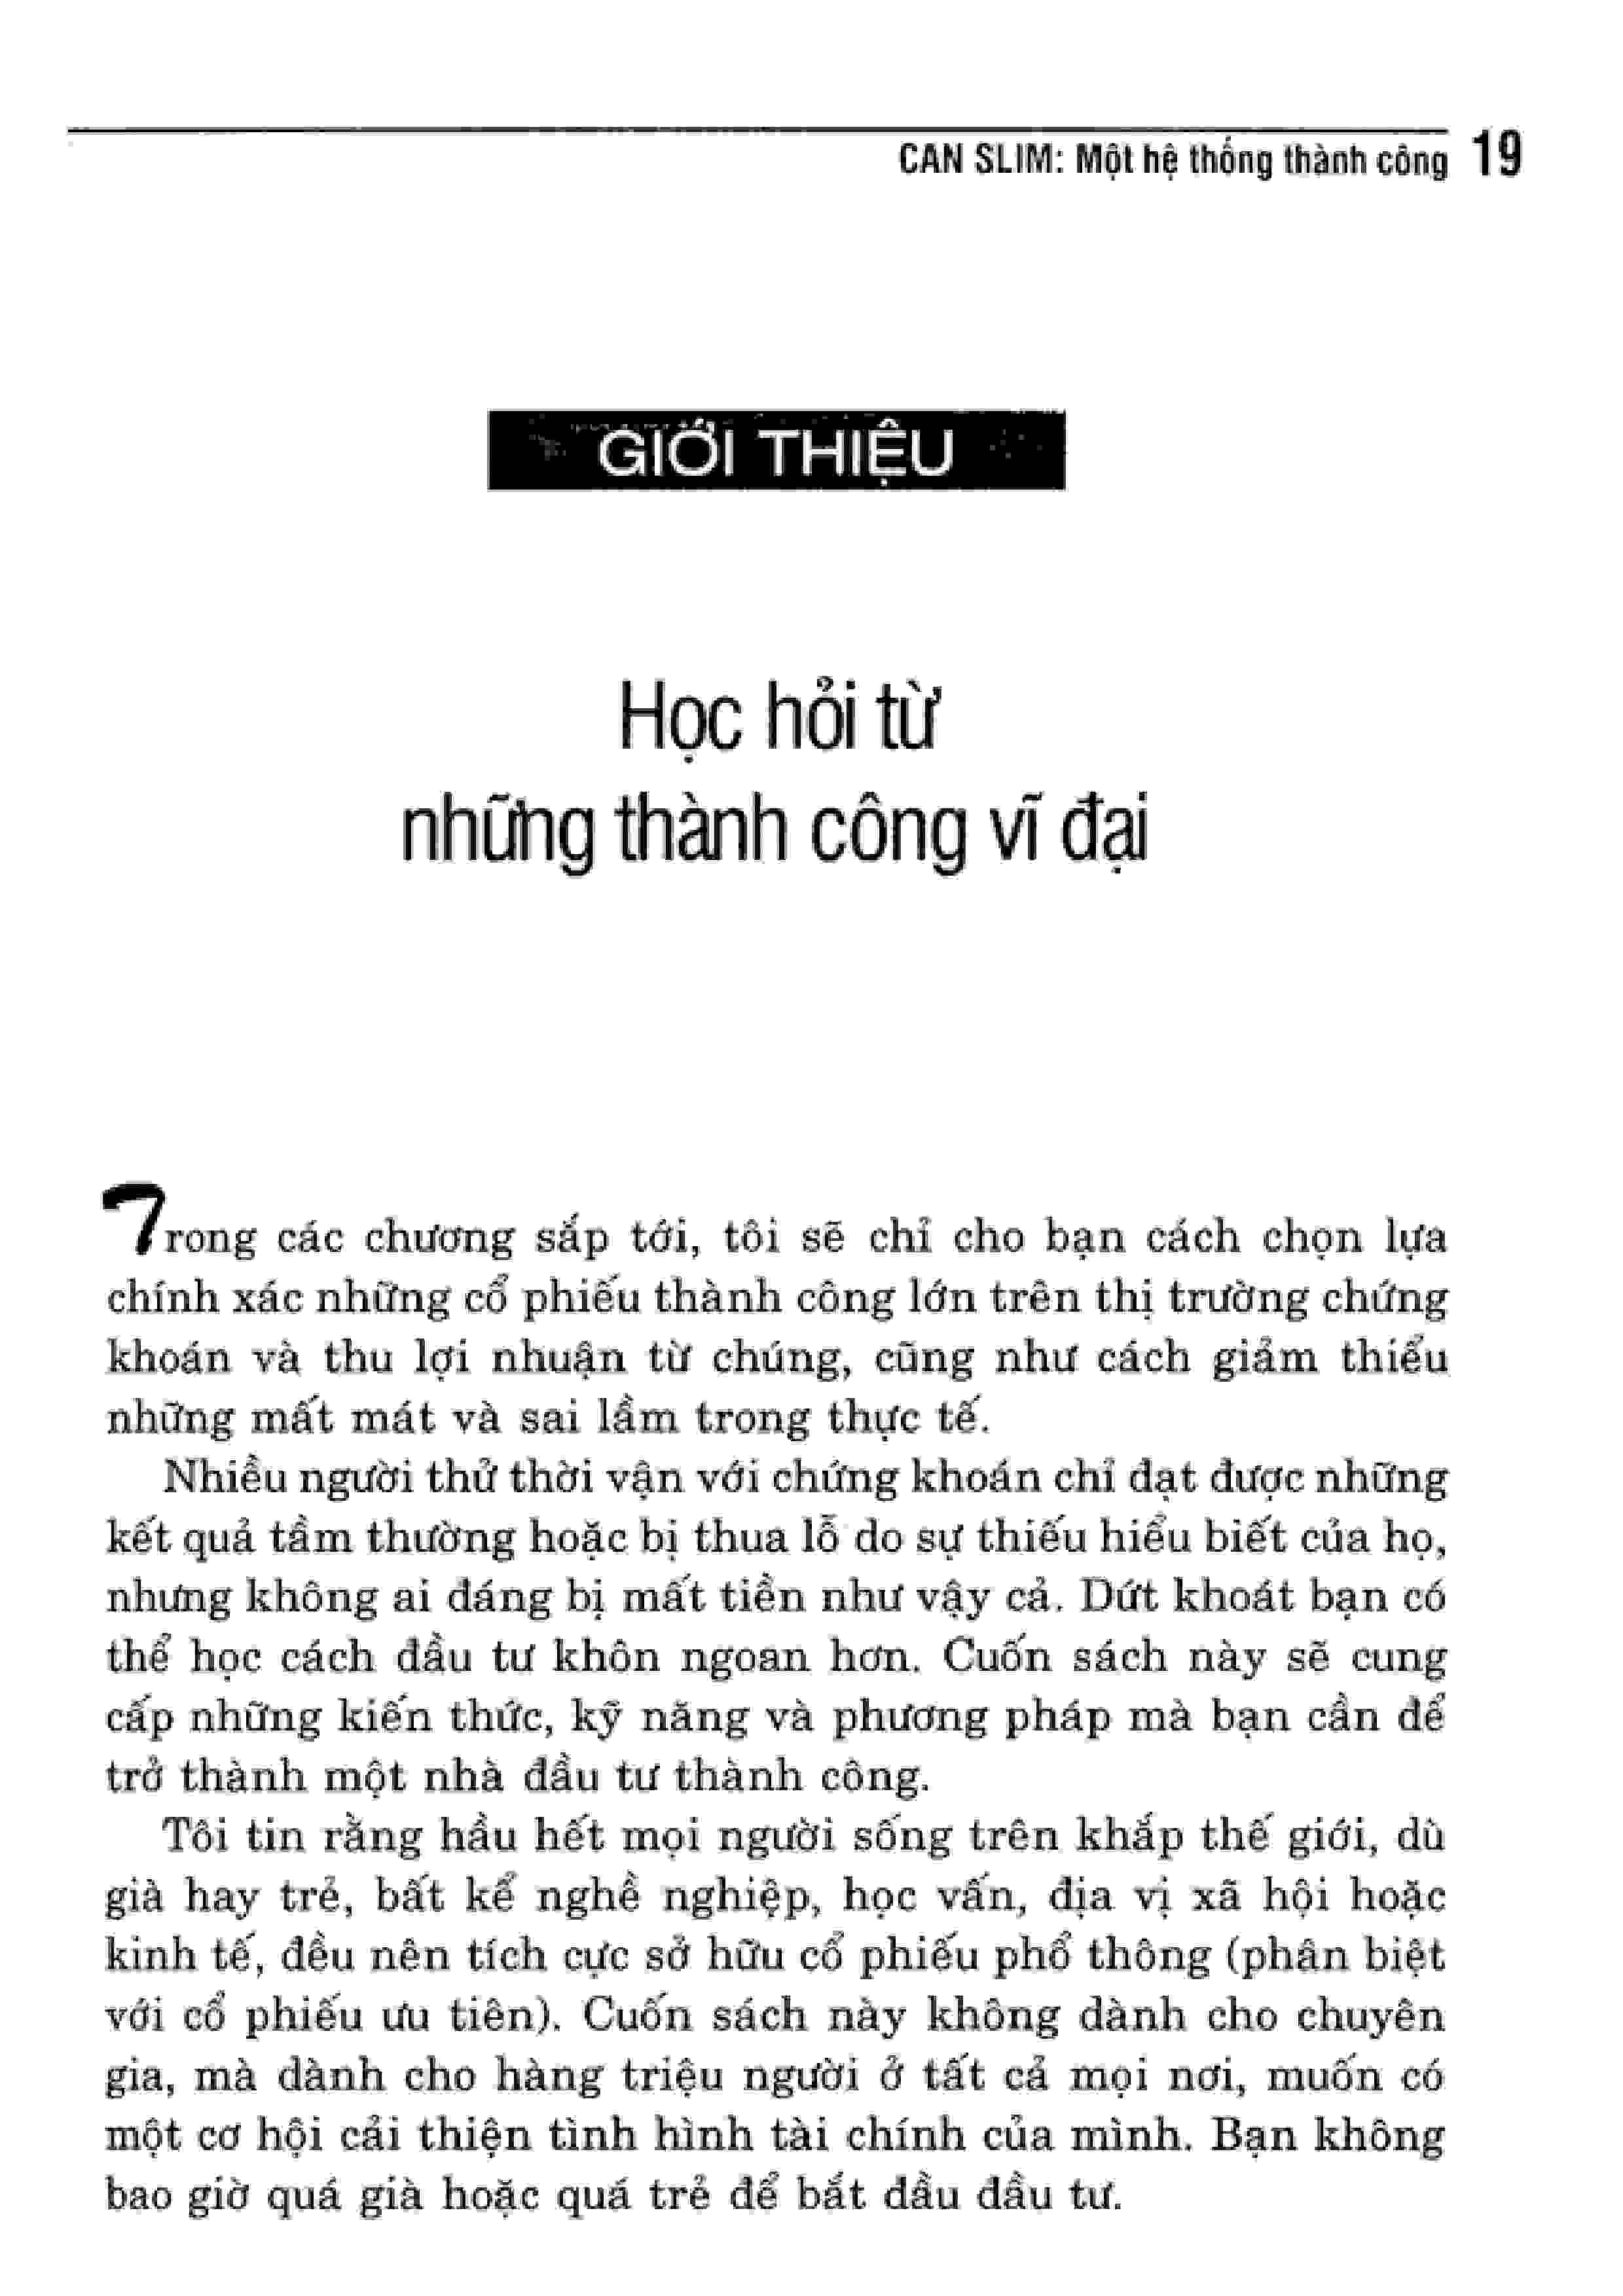 CAN SLIM: Một hệ thống thành công 19
GIỚI THIỆU
Học hỏi từ
những thành công vĩ đại
Trong các chương sắp tới, tôi sẽ chỉ cho bạn cách chọn lựa
chính xác những cổ phiếu thành công lớn trên thị trường chứng
khoán và thu lợi nhuận từ chúng, cũng như cách giảm thiểu
những mất mát và sai lầm trong thực tế.
Nhiều người thử thời vận với chứng khoán chỉ đạt được những
kết quả tầm thường hoặc bị thua lỗ do sự thiếu hiểu biết của họ,
nhưng không ai đáng bị mất tiền như vậy cả. Dứt khoát bạn có
thể học cách đầu tư khôn ngoan hơn. Cuốn sách này sẽ cung
cấp những kiến thức, kỹ năng và phương pháp mà bạn cần để
trở thành một nhà đầu tư thành công.
Tôi tin rằng hầu hết mọi người sống trên khắp thế giới, dù
già hay trẻ, bất kể nghề nghiệp, học vấn, địa vị xã hội hoặc
kinh tế, đều nên tích cực sở hữu cổ phiếu phổ thông (phân biệt
với cổ phiếu ưu tiên). Cuốn sách này không dành cho chuyên
gia, mà dành cho hàng triệu người ở tất cả mọi nơi, muốn có
một cơ hội cải thiện tình hình tài chính của mình. Bạn không
bao giờ quá già hoặc quá trẻ để bắt đầu đầu tư.